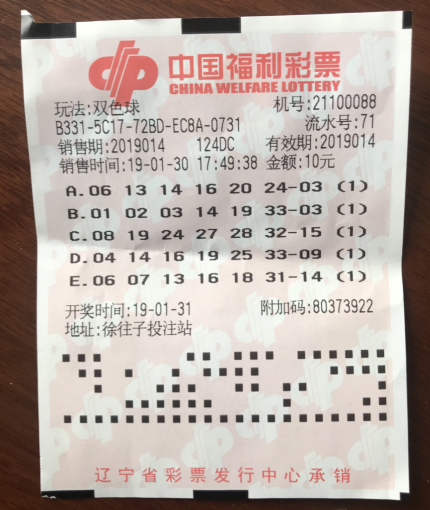 中国福利彩票
CHINA WELFARE LOTTERY
玩法:双色球 机号:21100088
B331-5C17-72BD-EC8A-0731 流水号:71
销售期:2019014 124DC 有效期:2019014
销售时间:19-01-30 17:49:38 金额:10元
A.06 13 14 16 20 24-03 (1)
B.01 02 03 14 19 33-03 (1)
C.08 19 24 27 28 32-15 (1)
D.04 14 16 19 25 33-09 (1)
E.06 07 13 16 18 31-14 (1)
开奖时间:19-01-31 附加码:80373922
地址:徐往子投注站
辽宁省彩票发行中心承销